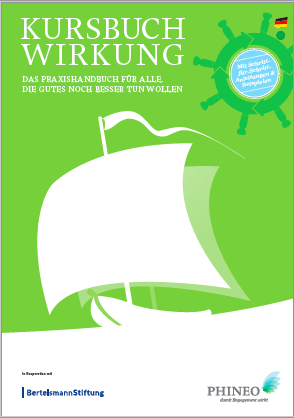 KURSBUCH
WIRKUNG
DAS PRAXISHANDBUCH FÜR ALLE,
DIE GUTES NOCH BESSER TUN WOLLEN
Mit Schritt-
für-Schritt-
Anleitungen &
Beispielen
In Kooperation mit
BertelsmannStiftung
PHINEO
damit Engagement wirkt